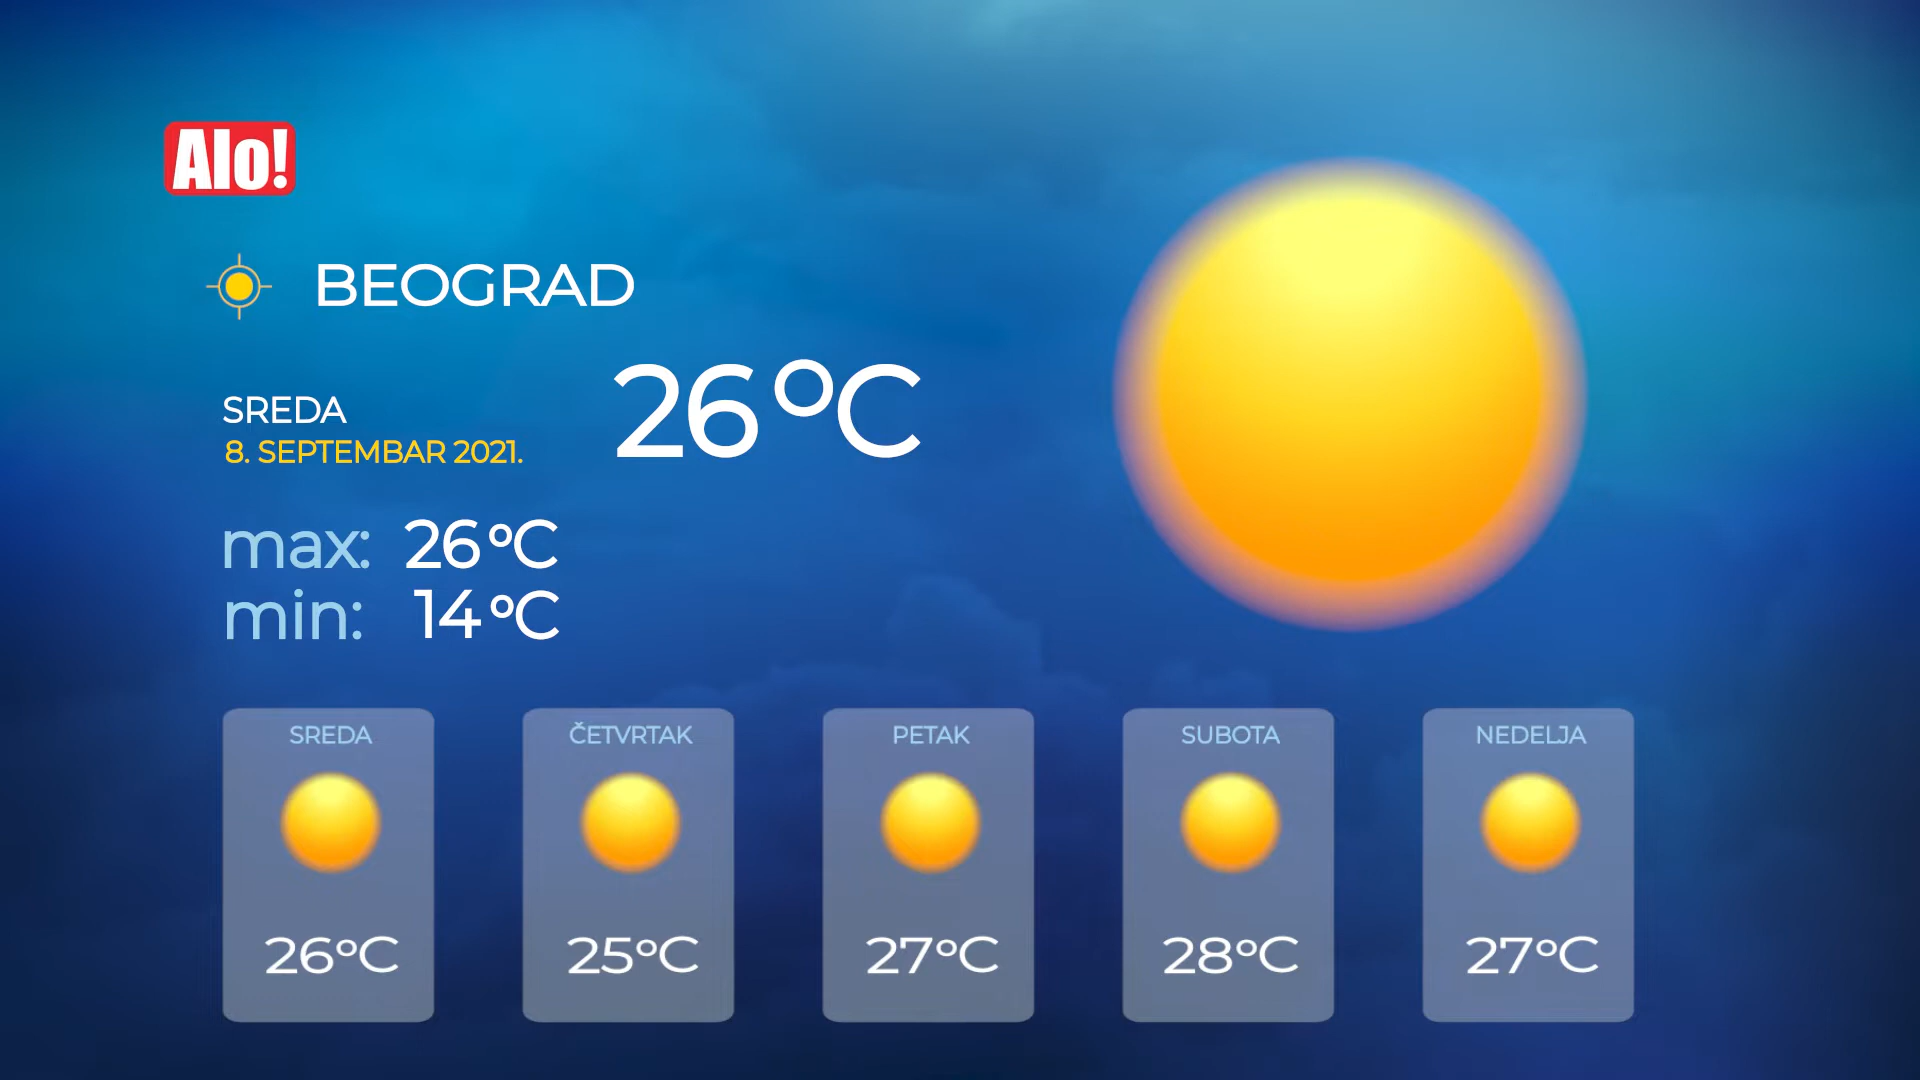 Alo!
BEOGRAD
SREDA
8. SEPTEMBAR 2021.
26°C
max: 26°C
min: 14°C
SREDA
26°C
ČETVRTAK
25°C
PETAK
27°C
SUBOTA
28°C
NEDELJA
27°C